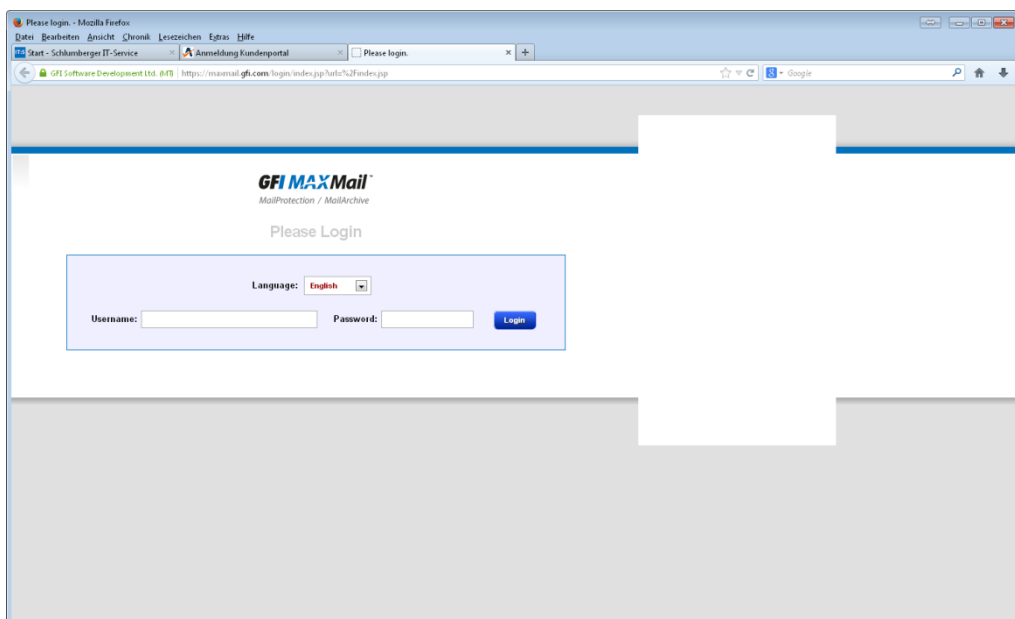 Please login. - Mozilla Firefox
Datei Bearbeiten Ansicht Chronik Lesezeichen Extras Hilfe
ITS Start - Schlumberger IT-Service × Anmeldung Kundenportal × Please login. × +
GFI Software Development Ltd. (MT) https://maxmail.gfi.com/login/index.jsp?url=%2Findex.jsp Google
GFI MAXMail™
MailProtection / MailArchive
Please Login
Language: English
Username: Password: Login